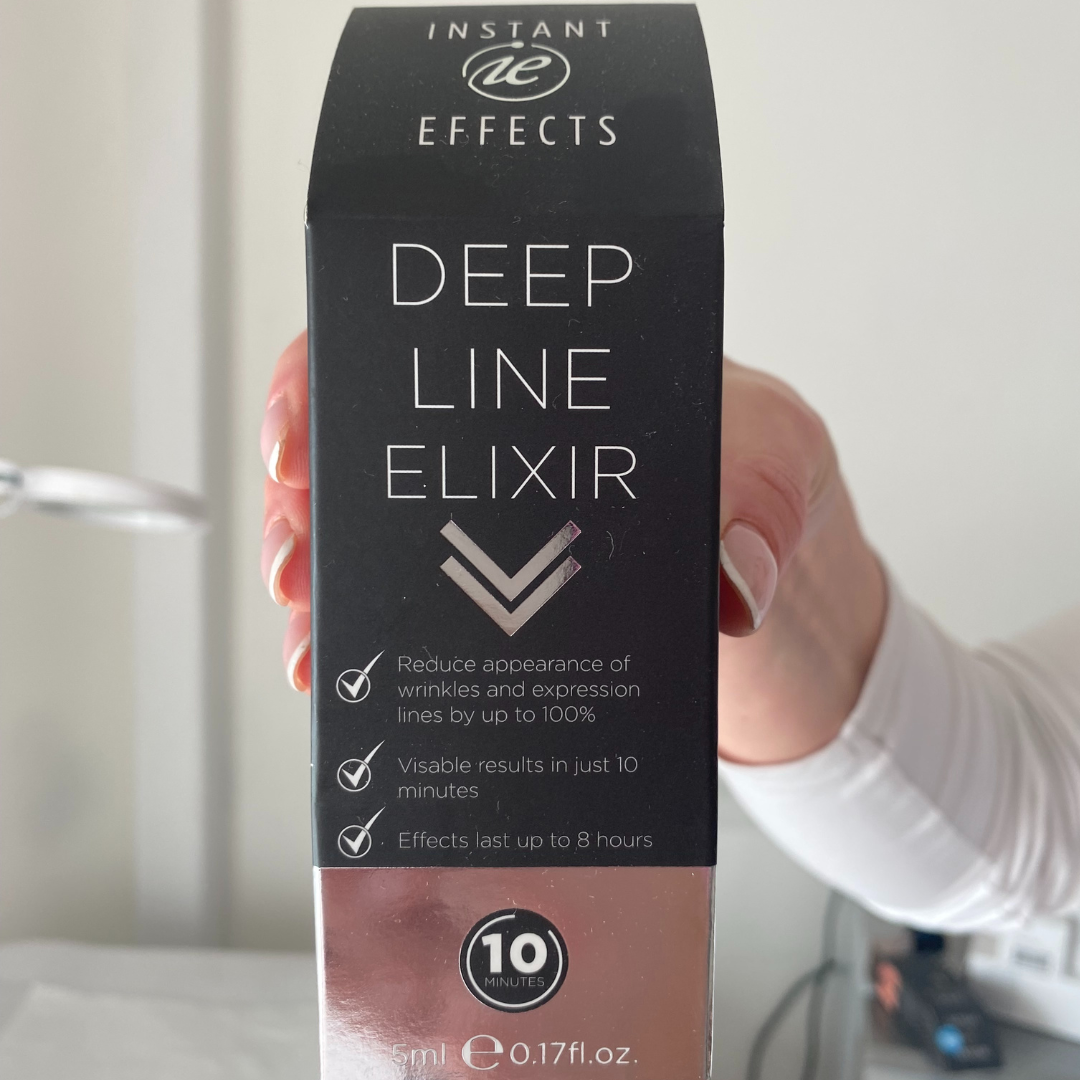 INSTANT
ie
EFFECTS
DEEP
LINE
ELIXIR
Reduce appearance of
wrinkles and expression
lines by up to 100%
Visable results in just 10
minutes
Effects last up to 8 hours
10
MINUTES
5ml ℮ 0.17fl.oz.